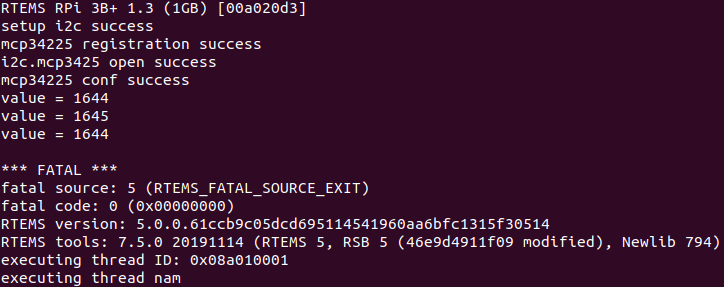 RTEMS RPi 3B+ 1.3 (1GB) [00a020d3]
setup i2c success
mcp34225 registration success
i2c.mcp3425 open success
mcp34225 conf success
value = 1644
value = 1645
value = 1644
*** FATAL ***
fatal source: 5 (RTEMS_FATAL_SOURCE_EXIT)
fatal code: 0 (0x00000000)
RTEMS version: 5.0.0.61ccb9c05dcd695114541960aa6bfc1315f30514
RTEMS tools: 7.5.0 20191114 (RTEMS 5, RSB 5 (46e9d4911f09 modified), Newlib 794)
executing thread ID: 0x08a010001
executing thread nam